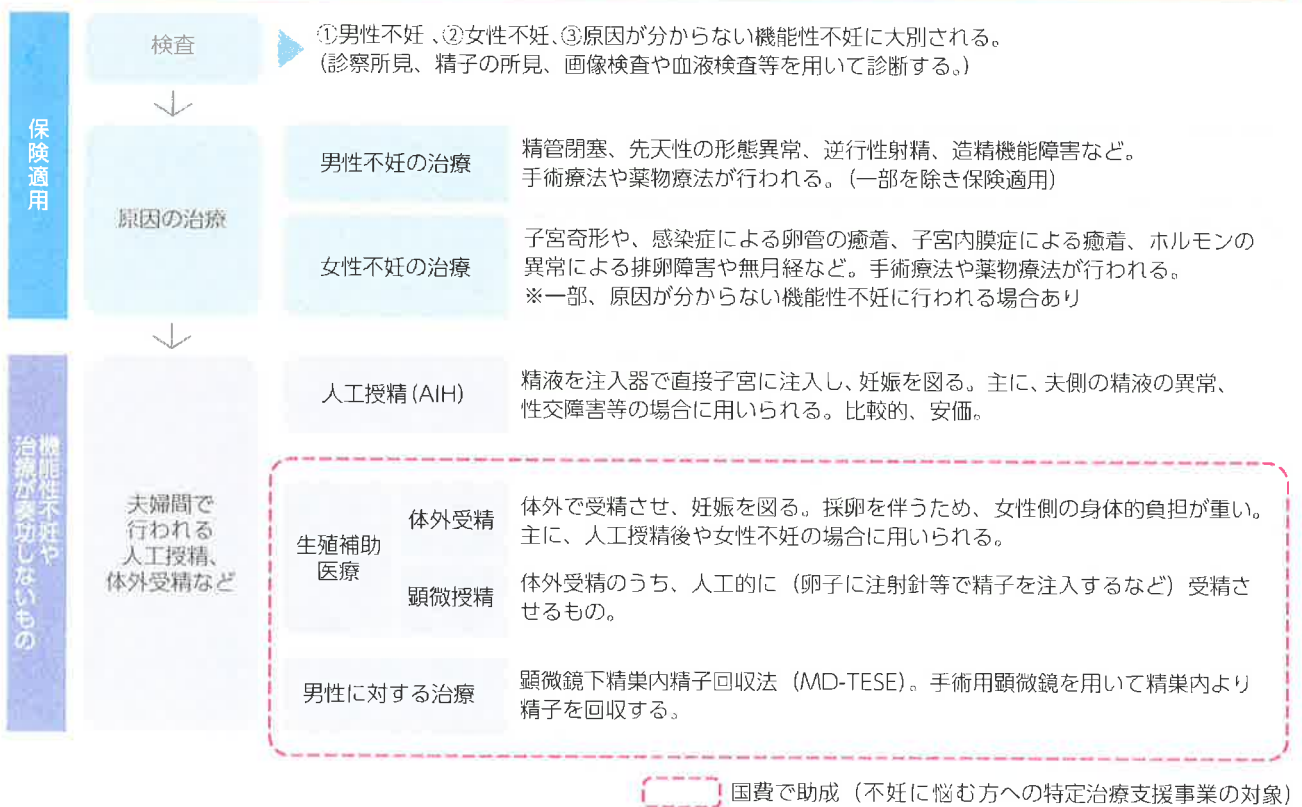 保険適用
検査
①男性不妊、②女性不妊、③原因が分からない機能性不妊に大別される。
(診察所見、精子の所見、画像検査や血液検査等を用いて診断する。)
原因の治療
男性不妊の治療
精管閉塞、先天性の形態異常、逆行性射精、造精機能障害など。
手術療法や薬物療法が行われる。(一部を除き保険適用)
女性不妊の治療
子宮奇形や、感染症による卵管の癒着、子宮内膜症による癒着、ホルモンの
異常による排卵障害や無月経など。手術療法や薬物療法が行われる。
※一部、原因が分からない機能性不妊に行われる場合あり
機能性不妊や
治療が奏功しないもの
夫婦間で
行われる
人工授精、
体外受精など
人工授精(AIH)
精液を注入器で直接子宮に注入し、妊娠を図る。主に、夫側の精液の異常、
性交障害等の場合に用いられる。比較的、安価。
生殖補助
医療
体外受精
体外で受精させ、妊娠を図る。採卵を伴うため、女性側の身体的負担が重い。
主に、人工授精後や女性不妊の場合に用いられる。
顕微授精
体外受精のうち、人工的に(卵子に注射針等で精子を注入するなど)受精さ
せるもの。
男性に対する治療
顕微鏡下精巣内精子回収法(MD-TESE)。手術用顕微鏡を用いて精巣内より
精子を回収する。
国費で助成(不妊に悩む方への特定治療支援事業の対象)